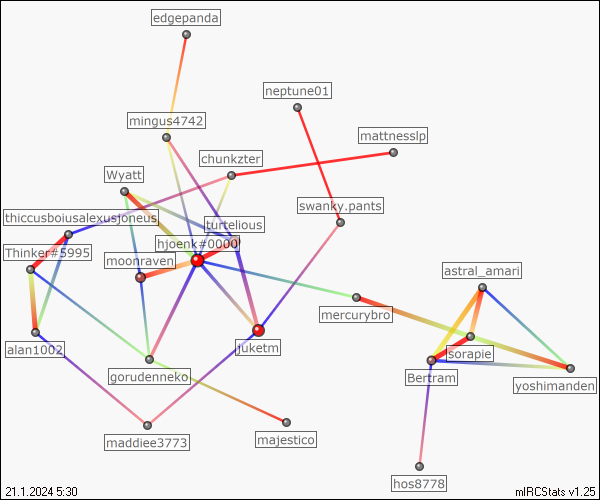 edgepanda
neptune01
mingus4742
mattnesslp
chunkzter
Wyatt
swanky.pants
thiccusboiusalexusjoneus
turtelious
hjoenk#0000
Thinker#5995
moonraven
astral_amari
mercurybro
alan1002
juketm
sorapie
gorudenneko
Bertram
yoshimanden
maddiee3773
majestico
hos8778
21.1.2024 5:30
mIRCStats v1.25